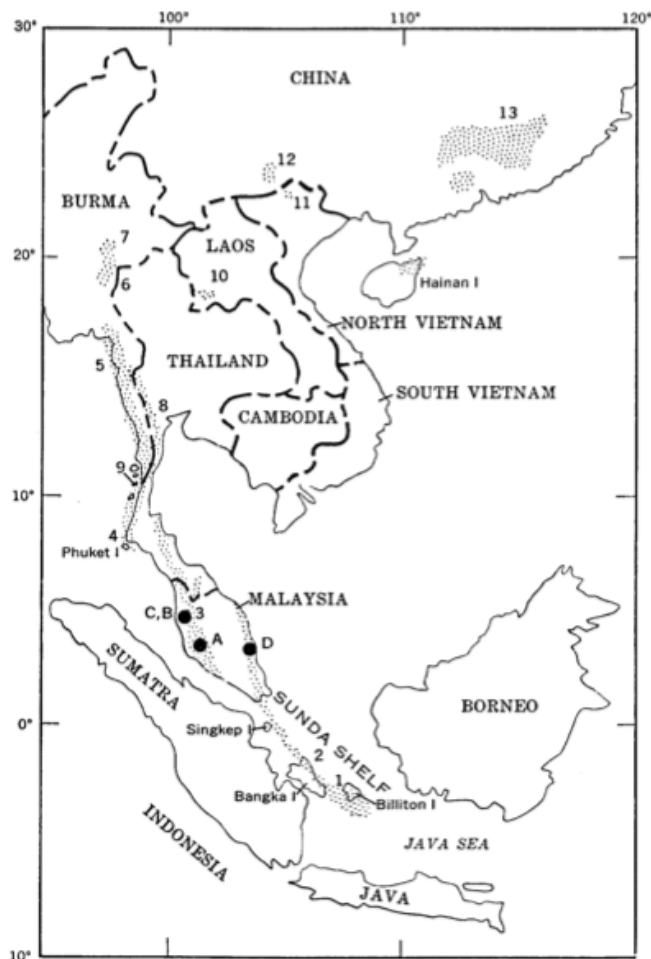 100° 110° 120°
30°
CHINA
13
12
11
BURMA
7
LAOS
20°
6
10
Hainan I
NORTH VIETNAM
5
THAILAND
8
SOUTH VIETNAM
CAMBODIA
9
10°
4
Phuket I
MALAYSIA
C,B 3
A
D
SUMATRA
SUNDA SHELF
BORNEO
0°
Singkep I
2
1
Bangka I
Billiton I
INDONESIA
JAVA SEA
JAVA
10°